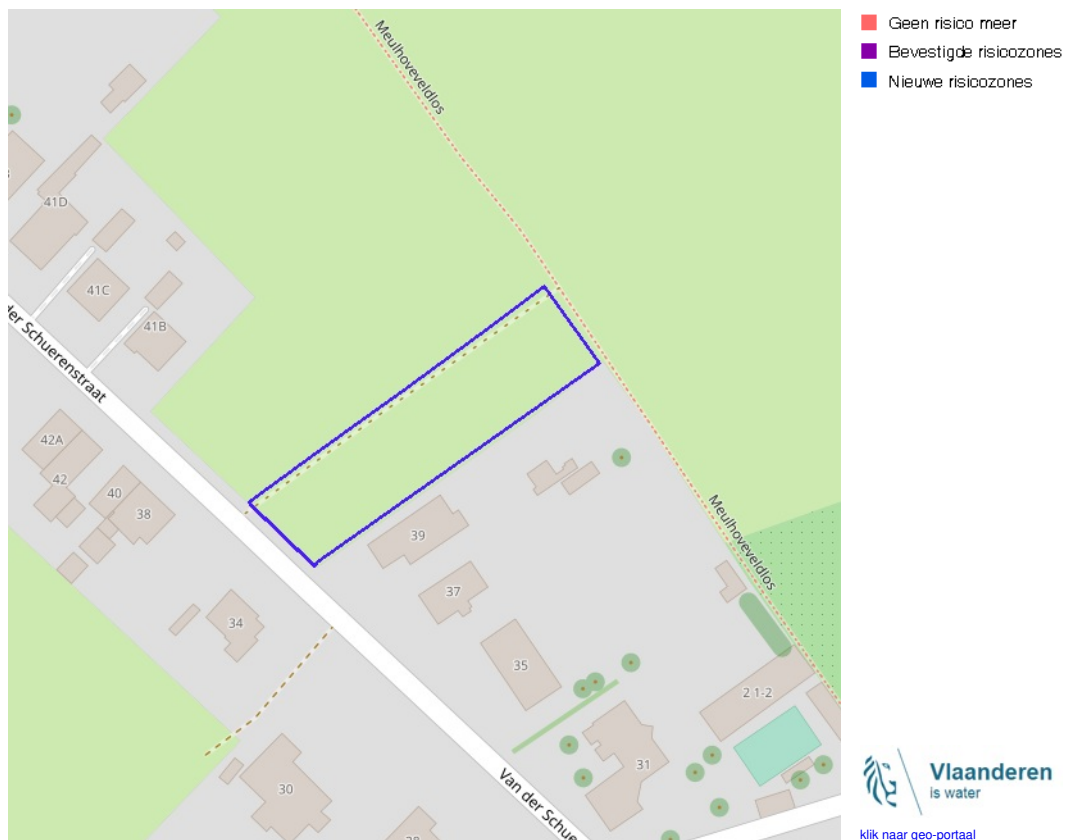 Geen risico meer
Bevestigde risicozones
Nieuwe risicozones
Meulhoveveldlos
41D
41C
41B
der Schuerenstraat
42A
42
40
38
39
37
34
35
Meulhoveveldlos
2 1-2
31
30
Van der Schue
Vlaanderen
is water
klik naar geo-portaal